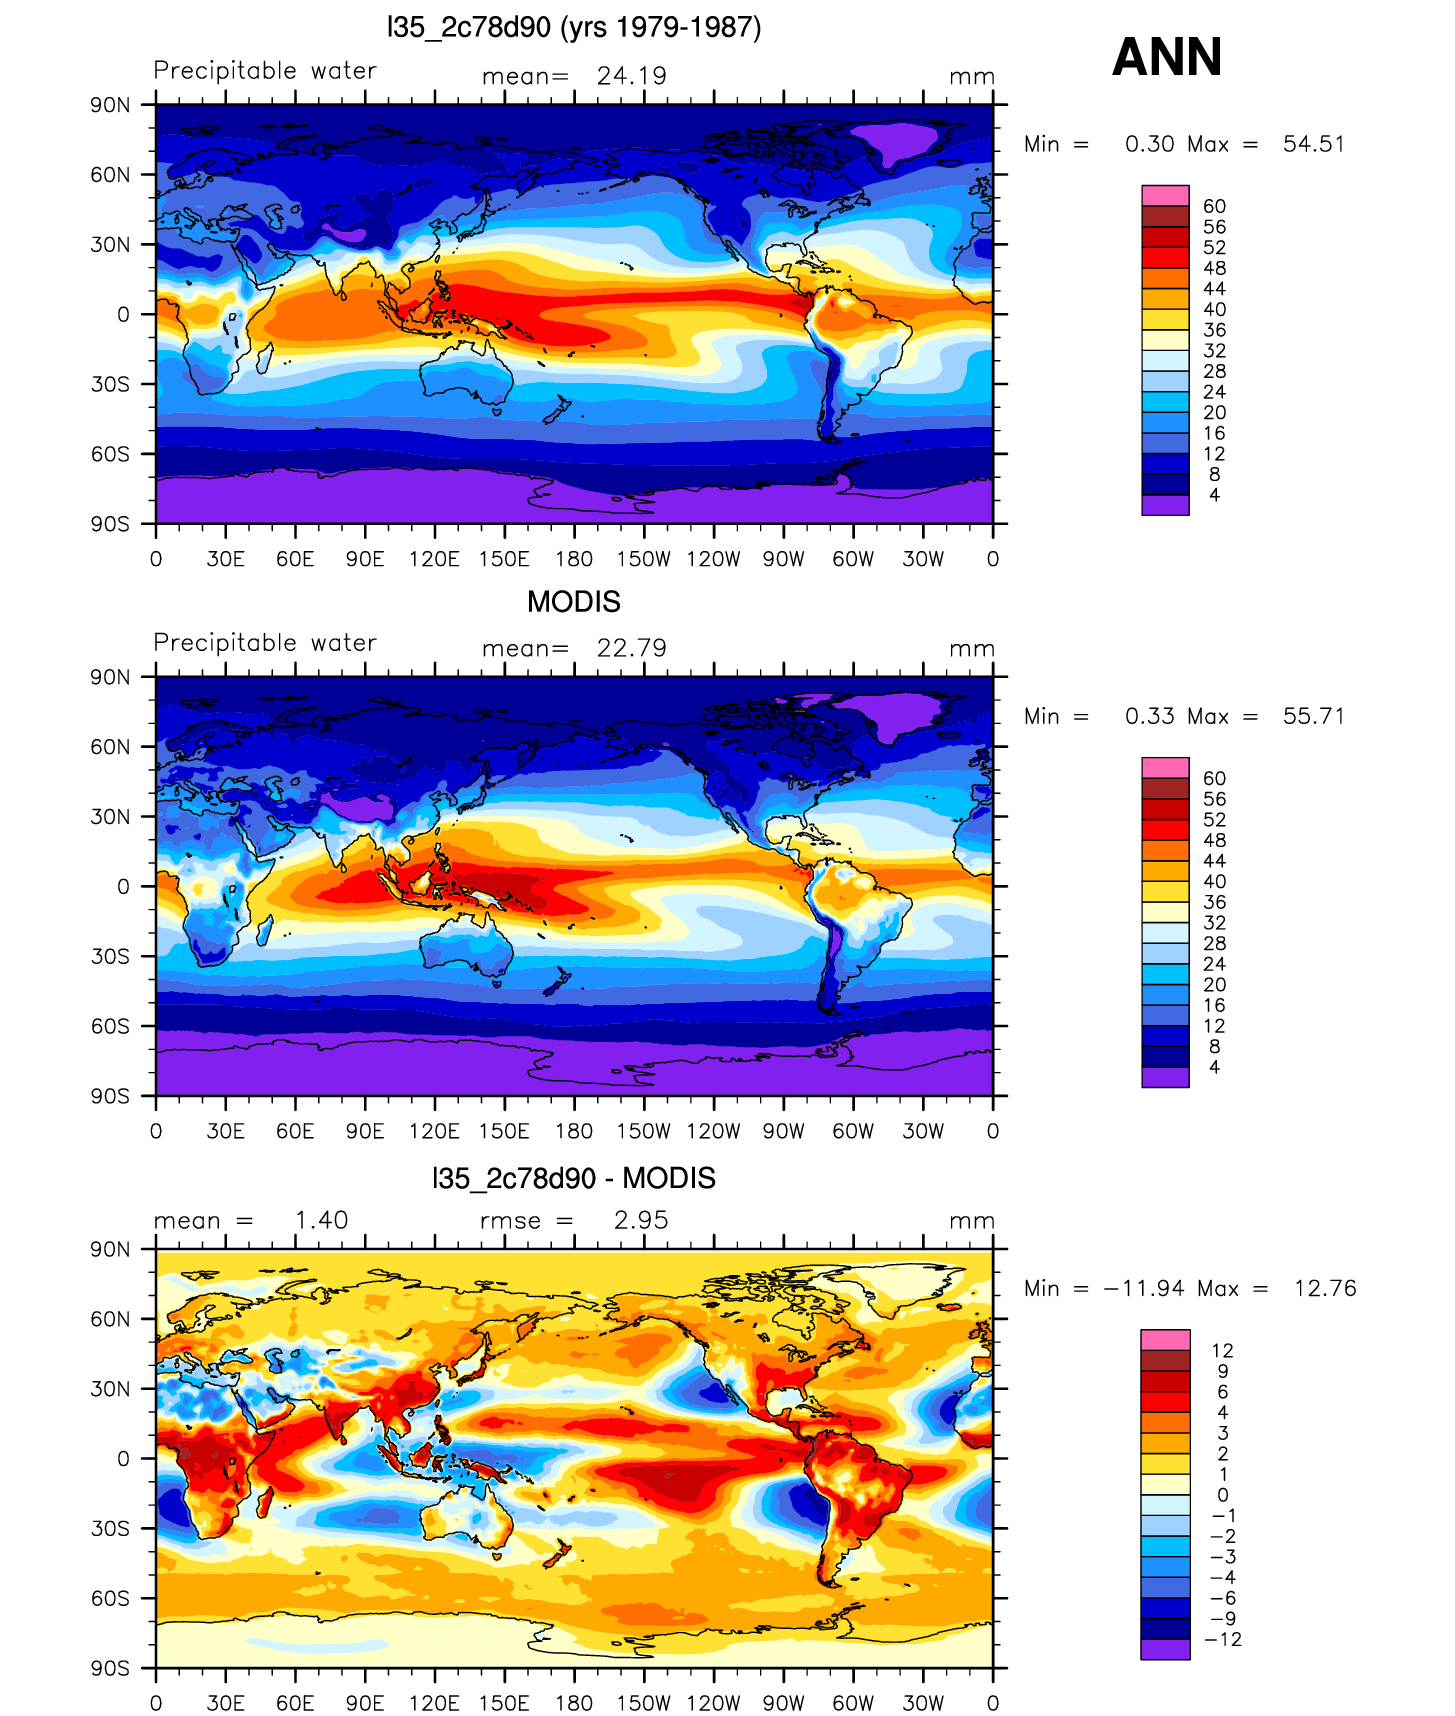 l35_2c78d90 (yrs 1979-1987)
ANN
Precipitable water mean= 24.19 mm
Min = 0.30 Max = 54.51
90N
60N
30N
0
30S
60S
90S
0 30E 60E 90E 120E 150E 180 150W 120W 90W 60W 30W 0
60
56
52
48
44
40
36
32
28
24
20
16
12
8
4
MODIS
Precipitable water mean= 22.79 mm
Min = 0.33 Max = 55.71
90N
60N
30N
0
30S
60S
90S
0 30E 60E 90E 120E 150E 180 150W 120W 90W 60W 30W 0
60
56
52
48
44
40
36
32
28
24
20
16
12
8
4
l35_2c78d90 - MODIS
mean = 1.40 rmse = 2.95 mm
Min = −11.94 Max = 12.76
90N
60N
30N
0
30S
60S
90S
0 30E 60E 90E 120E 150E 180 150W 120W 90W 60W 30W 0
12
9
6
4
3
2
1
0
−1
−2
−3
−4
−6
−9
−12